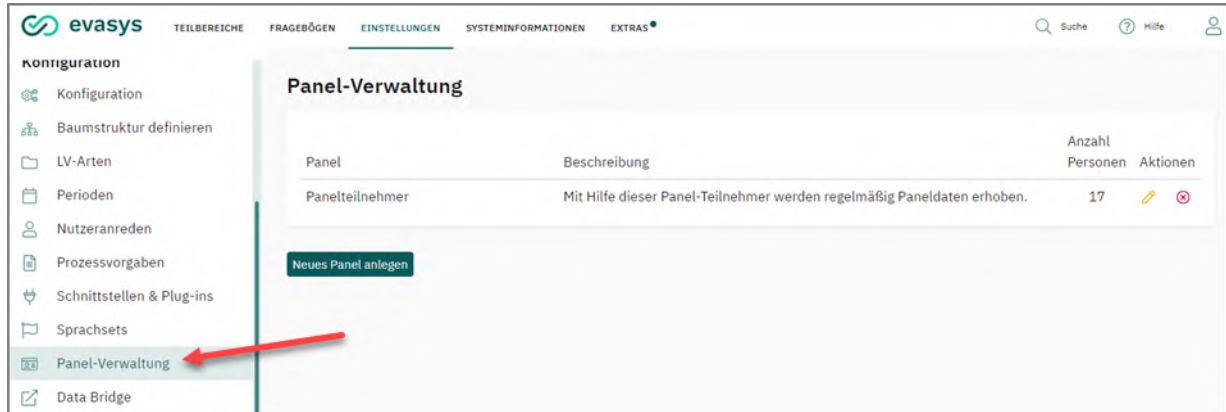 evasys TEILBEREICHE FRAGEBÖGEN EINSTELLUNGEN SYSTEMINFORMATIONEN EXTRAS Suche Hilfe
Konfiguration
Konfiguration
Baumstruktur definieren
LV-Arten
Perioden
Nutzeranreden
Prozessvorgaben
Schnittstellen & Plug-ins
Sprachsets
Panel-Verwaltung
Data Bridge
Panel-Verwaltung
Panel Beschreibung Anzahl Personen Aktionen
Panelteilnehmer Mit Hilfe dieser Panel-Teilnehmer werden regelmäßig Paneldaten erhoben. 17
Neues Panel anlegen